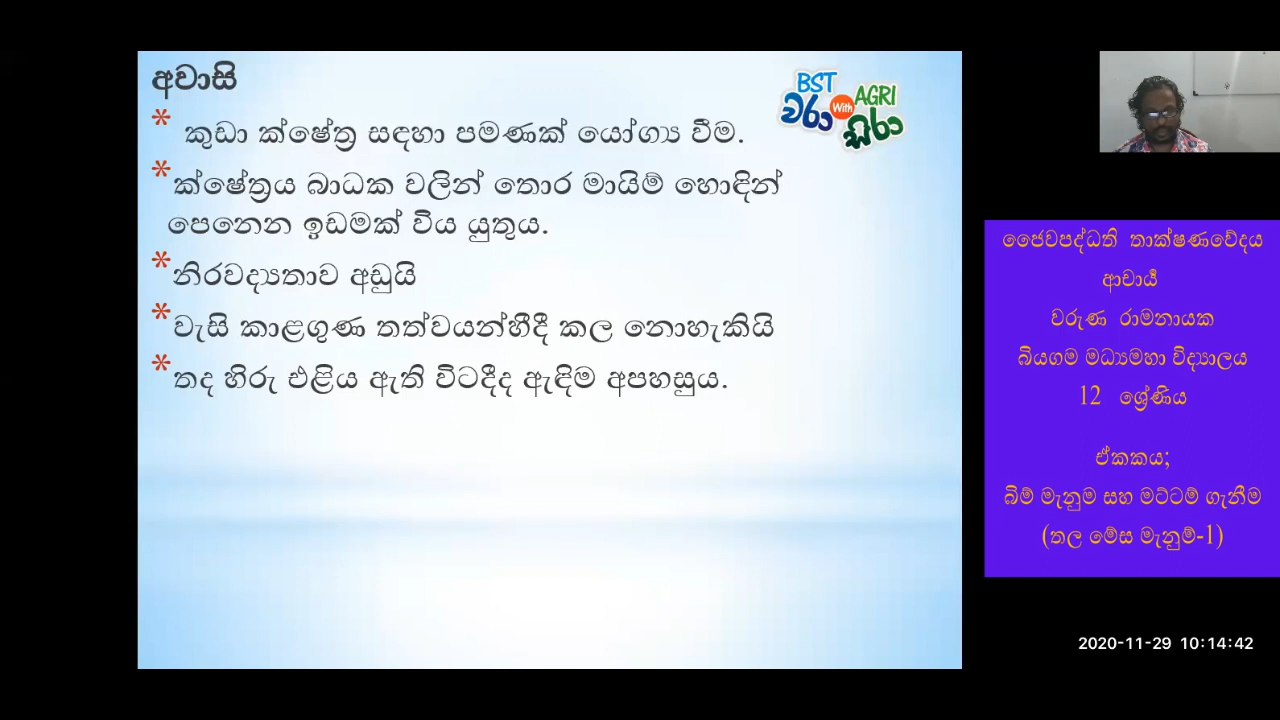 අවාසි
* කුඩා ක්ෂේත්‍ර සඳහා පමණක් යෝග්‍ය වීම.
* ක්ෂේත්‍රය බාධක වලින් තොර මායිම් හොඳින්
පෙනෙන ඉඩමක් විය යුතුය.
* නිරවද්‍යතාව අඩුයි
* වැසි කාළගුණ තත්වයන්හීදී කල නොහැකියි
* තද හිරු එළිය ඇති විටදීද ඇඳිම අපහසුය.
BST
වරා With AGRI
සිරා
ජෛවපද්ධති තාක්ෂණවේදය
ආචාර්‍ය
වරුණ රාමනායක
බියගම මධ්‍යමහා විද්‍යාලය
12 ශ්‍රේණිය
ඒකකය;
බිම් මැනුම සහ මට්ටම් ගැනීම
(තල මේස මැනුම්-1)
2020-11-29 10:14:42